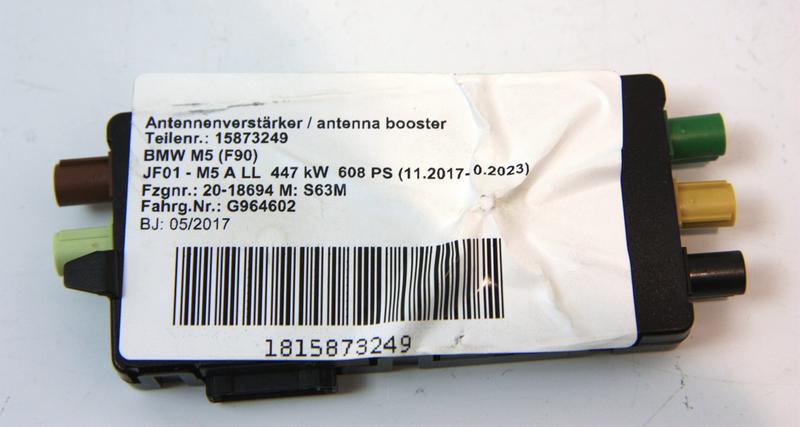 Antennenverstärker / antenna booster
Teilenr.: 15873249
BMW M5 (F90)
JF01 - M5 A LL 447 kW 608 PS (11.2017-0.2023)
Fzgnr.: 20-18694 M: S63M
Fahrg.Nr.: G964602
BJ: 05/2017
1815873249